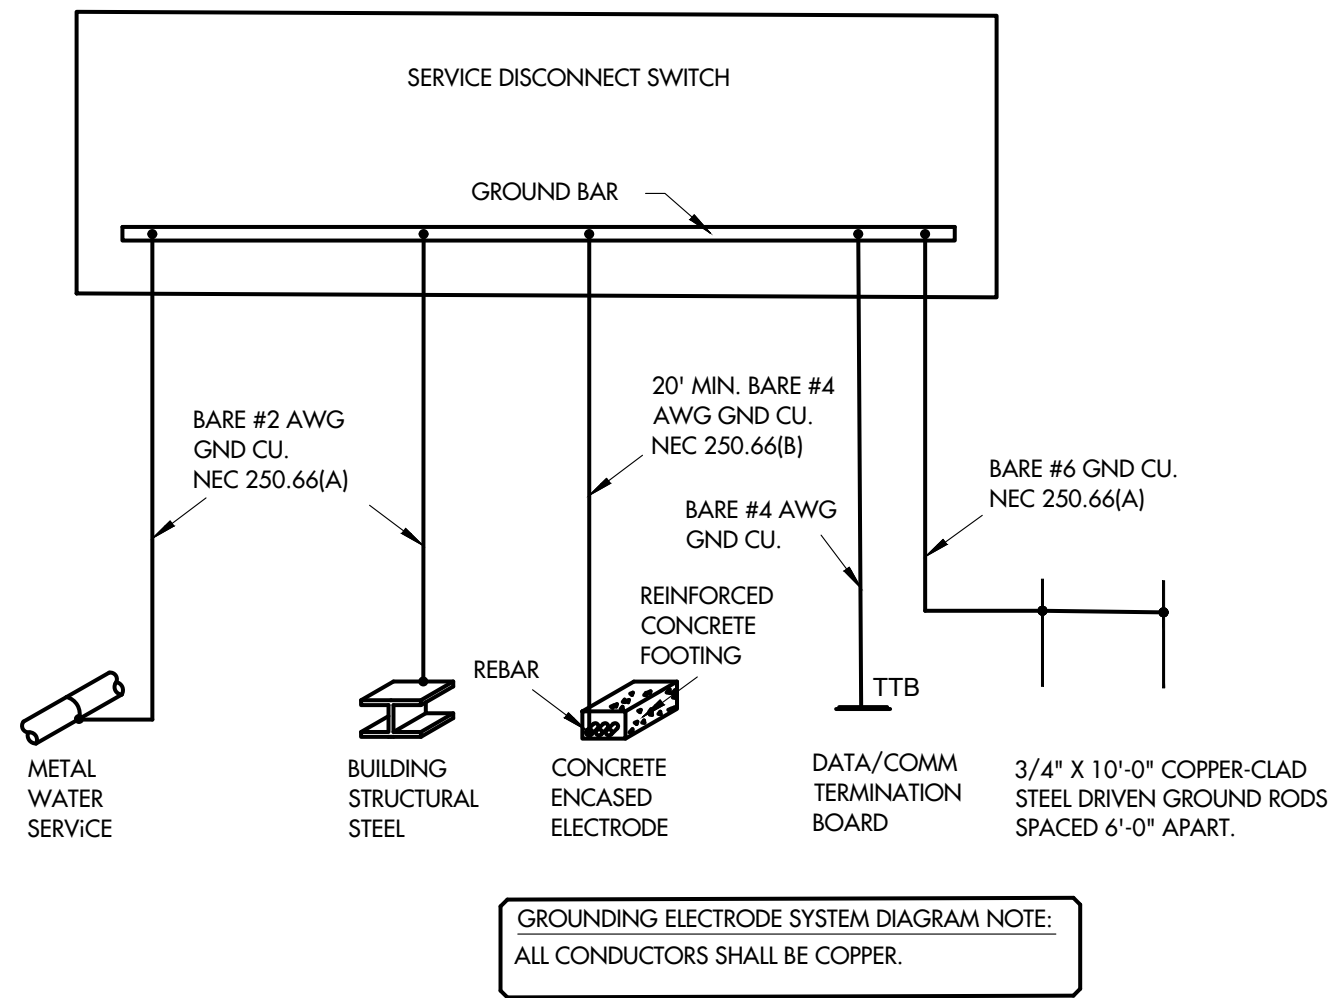 SERVICE DISCONNECT SWITCH
GROUND BAR
BARE #2 AWG
GND CU.
NEC 250.66(A)
20' MIN. BARE #4
AWG GND CU.
NEC 250.66(B)
BARE #4 AWG
GND CU.
BARE #6 GND CU.
NEC 250.66(A)
REINFORCED
CONCRETE
FOOTING
REBAR
TTB
METAL
WATER
SERViCE
BUILDING
STRUCTURAL
STEEL
CONCRETE
ENCASED
ELECTRODE
DATA/COMM
TERMINATION
BOARD
3/4" X 10'-0" COPPER-CLAD
STEEL DRIVEN GROUND RODS
SPACED 6'-0" APART.
GROUNDING ELECTRODE SYSTEM DIAGRAM NOTE:
ALL CONDUCTORS SHALL BE COPPER.